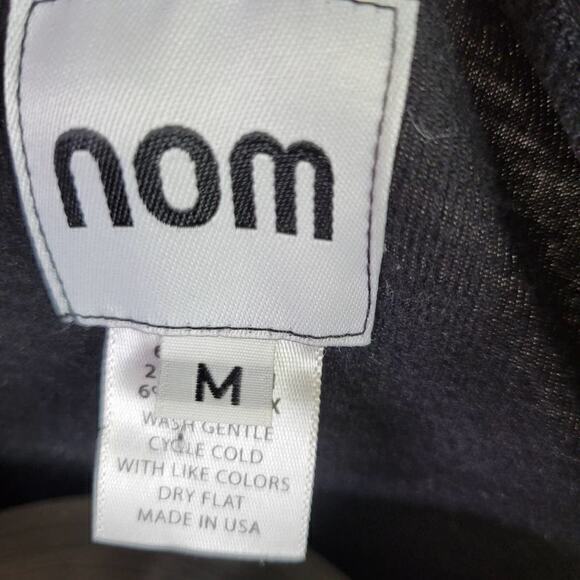 nom
M
WASH GENTLE
CYCLE COLD
WITH LIKE COLORS
DRY FLAT
MADE IN USA